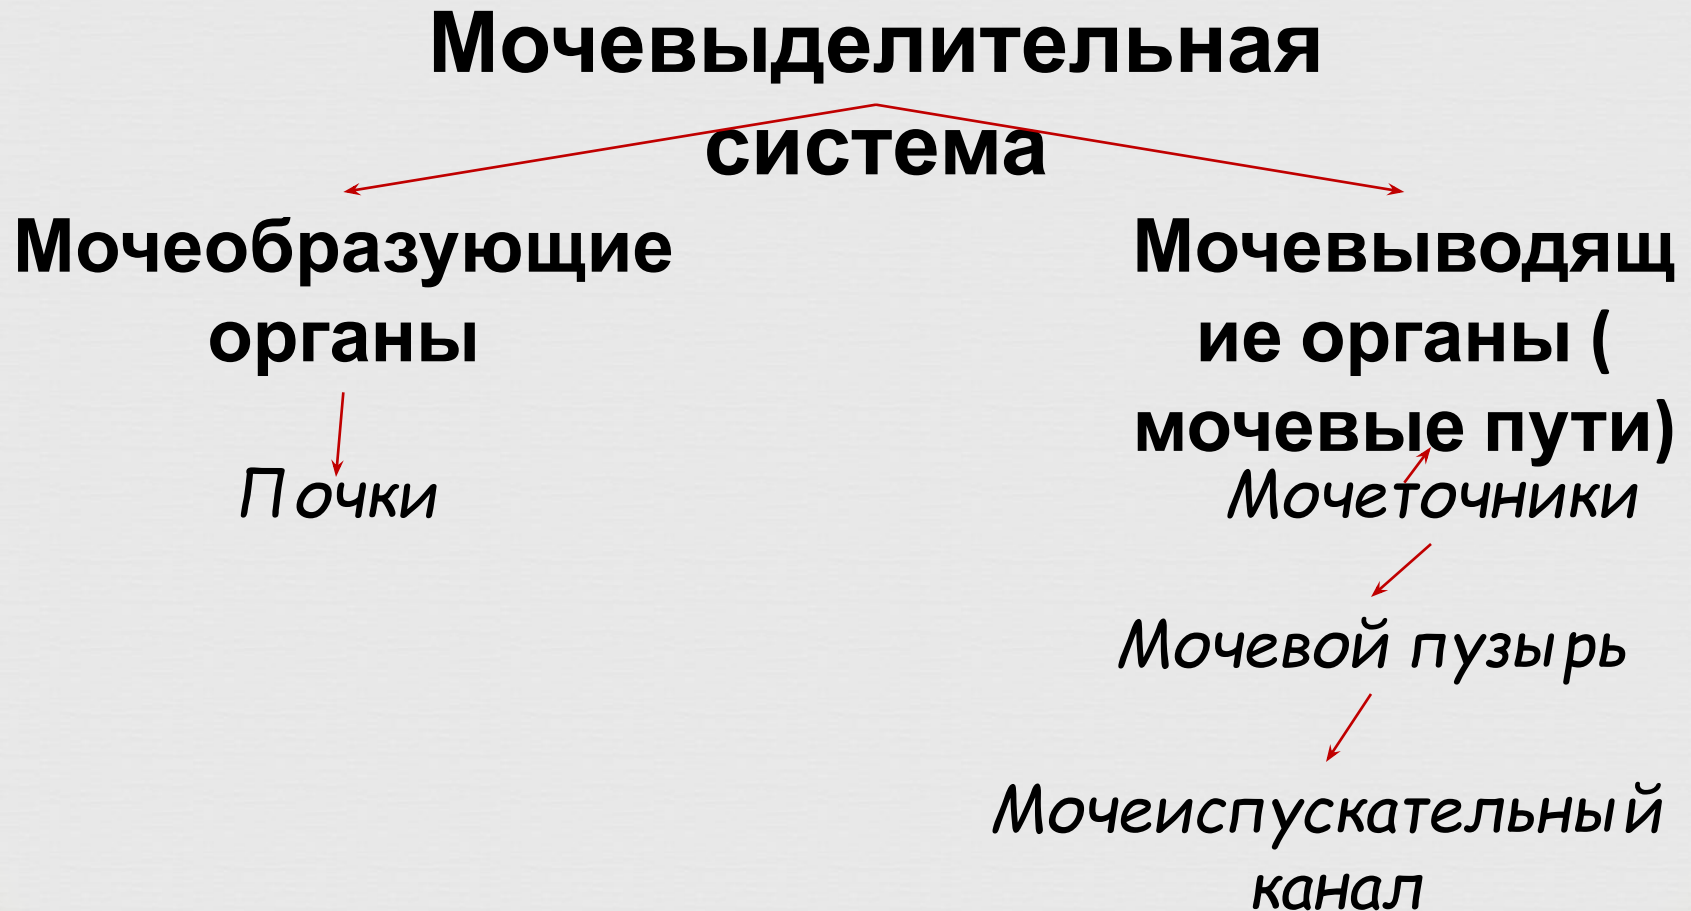 Мочевыделительная
система
Мочеобразующие
органы
Мочевыводящ
ие органы (
мочевые пути)
Почки
Мочеточники
Мочевой пузырь
Мочеиспускательный
канал